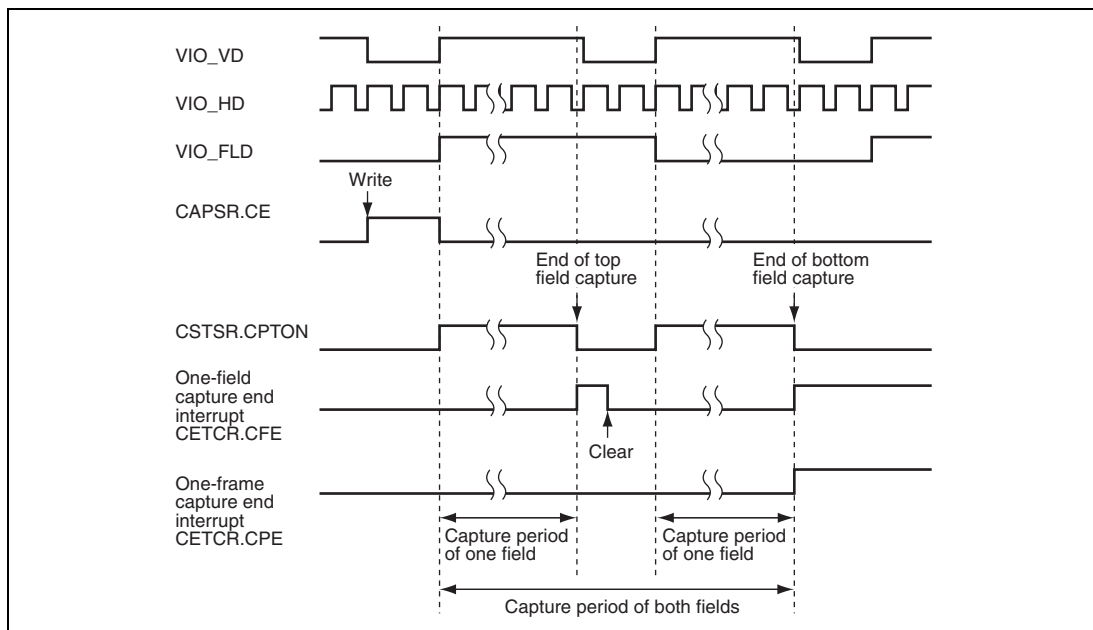 VIO_VD
VIO_HD
VIO_FLD
Write
CAPSR.CE
End of top
field capture
End of bottom
field capture
CSTSR.CPTON
One-field
capture end
interrupt
CETCR.CFE
Clear
One-frame
capture end
interrupt
CETCR.CPE
Capture period
of one field
Capture period
of one field
Capture period of both fields